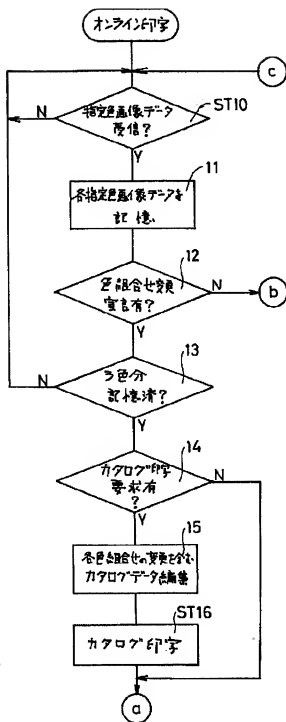 オンライン印字
c
指定色画像データ
受信?
ST10
N
Y
11
各指定色画像データを
記憶
12
色組合せ変更
宣言有?
N
b
Y
13
3色分
記憶済?
N
Y
14
カタログ印字
要求有
?
N
Y
15
各色組合せの変更を含む
カタログデータ編集
ST16
カタログ印字
a